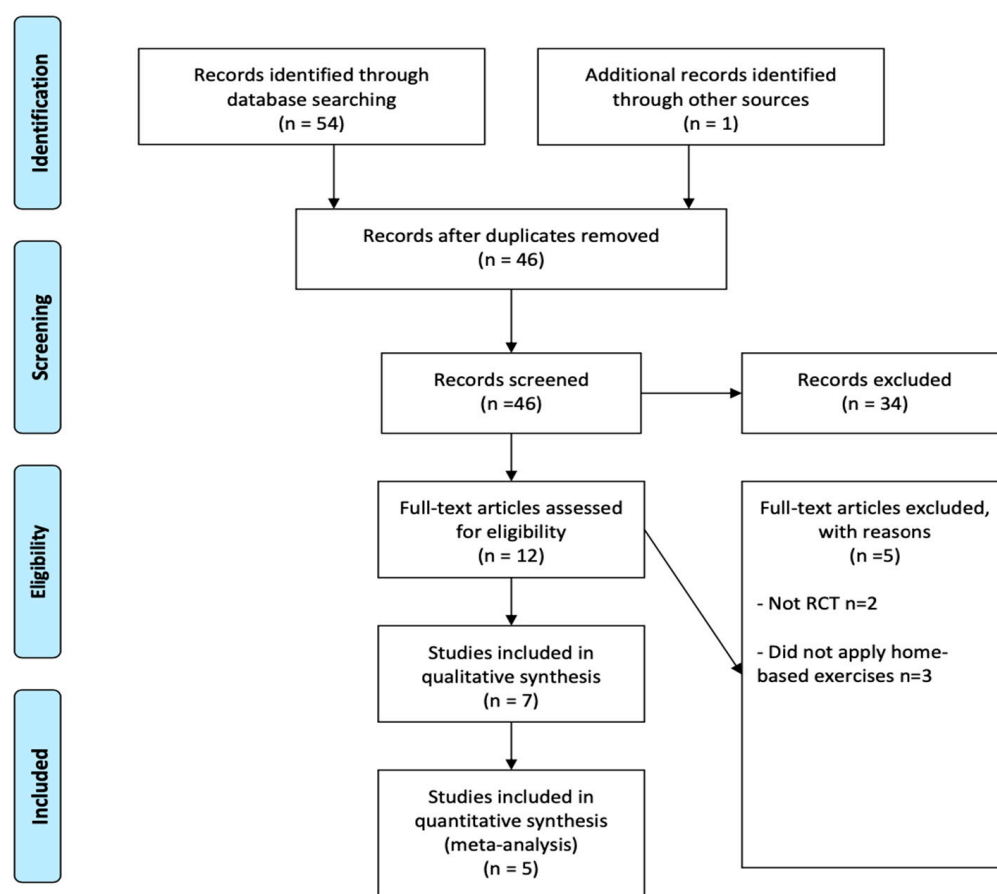 Identification
Records identified through
database searching
(n = 54)
Additional records identified
through other sources
(n = 1)
Records after duplicates removed
(n = 46)
Screening
Records screened
(n =46)
Records excluded
(n = 34)
Eligibility
Full-text articles assessed
for eligibility
(n = 12)
Full-text articles excluded,
with reasons
(n =5)
- Not RCT n=2
- Did not apply home-
based exercises n=3
Studies included in
qualitative synthesis
(n = 7)
Included
Studies included in
quantitative synthesis
(meta-analysis)
(n = 5)